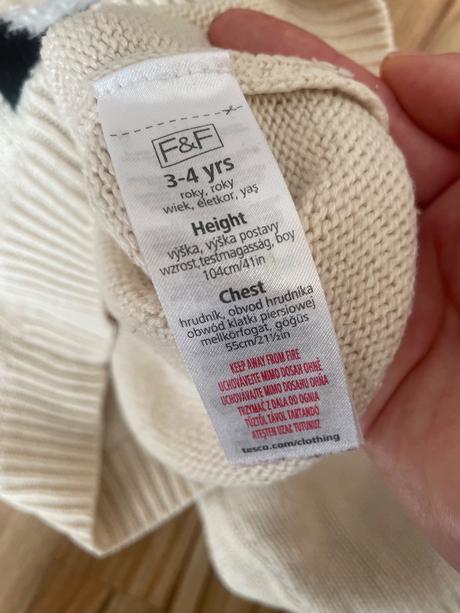 F&F
3-4 yrs
roky, roky
wiek, életkor, yaş
Height
výška, výška postavy
wzrost,testmagasság, boy
104cm/41in
Chest
hrudník, obvod hrudníka
obwód klatki piersiowej
mellkörfogat, göğüs
55cm/21½in
KEEP AWAY FROM FIRE
UCHOVÁVEJTE MIMO DOSAH OHNĚ
UCHOVÁVAJTE MIMO DOSAHU OHŇA
TRZYMAĆ Z DALA OD OGNIA
TŰZTŐL TÁVOL TARTANDÓ
ATEŞTEN UZAK TUTUNUZ
tesco.com/clothing